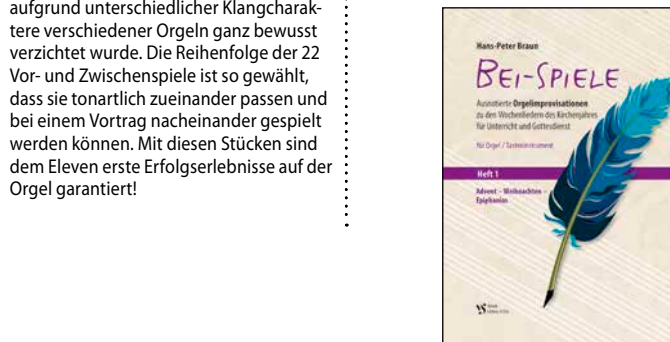 aufgrund unterschiedlicher Klangcharak-
tere verschiedener Orgeln ganz bewusst
verzichtet wurde. Die Reihenfolge der 22
Vor- und Zwischenspiele ist so gewählt,
dass sie tonartlich zueinander passen und
bei einem Vortrag nacheinander gespielt
werden können. Mit diesen Stücken sind
dem Eleven erste Erfolgserlebnisse auf der
Orgel garantiert!
Hans-Peter Braun
BEI-SPIELE
Ausnotierte Orgelimprovisationen
zu den Wochenliedern des Kirchenjahres
für Unterricht und Gottesdienst
für Orgel / Tasteninstrument
Heft 1
Advent – Weihnachten –
Epiphanias